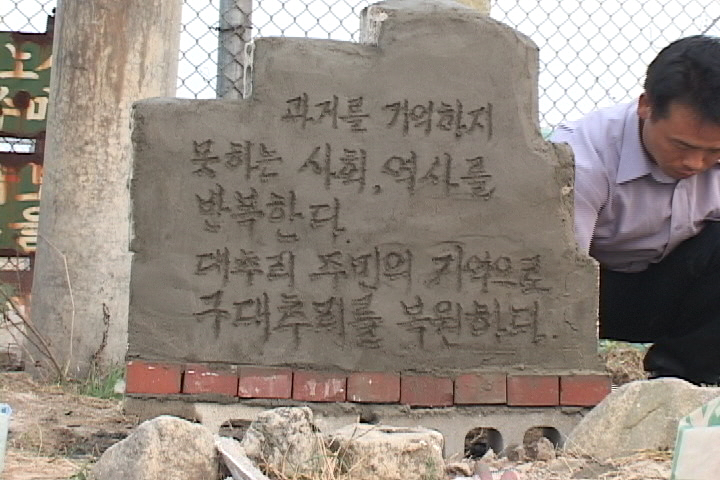 과거를 기억하지
못하는 사회, 역사를
반복한다.
대추리 주민의 기억으로
구대추리를 복원한다.